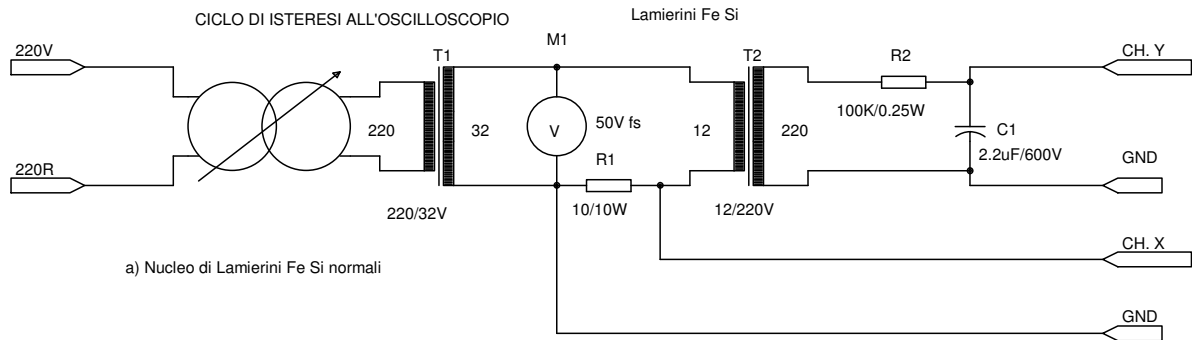 CICLO DI ISTERESI ALL'OSCILLOSCOPIO
Lamierini Fe Si
220V
T1
M1
T2
R2
CH. Y
220
32
V
50V fs
12
220
100K/0.25W
C1
2.2uF/600V
R1
220R
GND
220/32V
10/10W
12/220V
a) Nucleo di Lamierini Fe Si normali
CH. X
GND